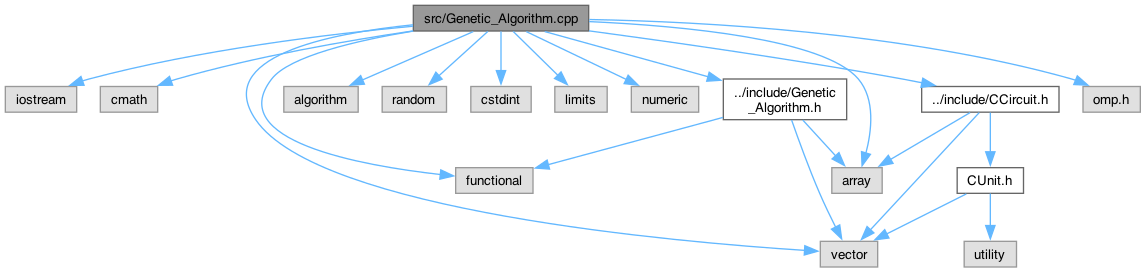 src/Genetic_Algorithm.cpp
iostream
cmath
algorithm
random
cstdint
limits
numeric
../include/Genetic
_Algorithm.h
../include/CCircuit.h
omp.h
functional
array
CUnit.h
vector
utility